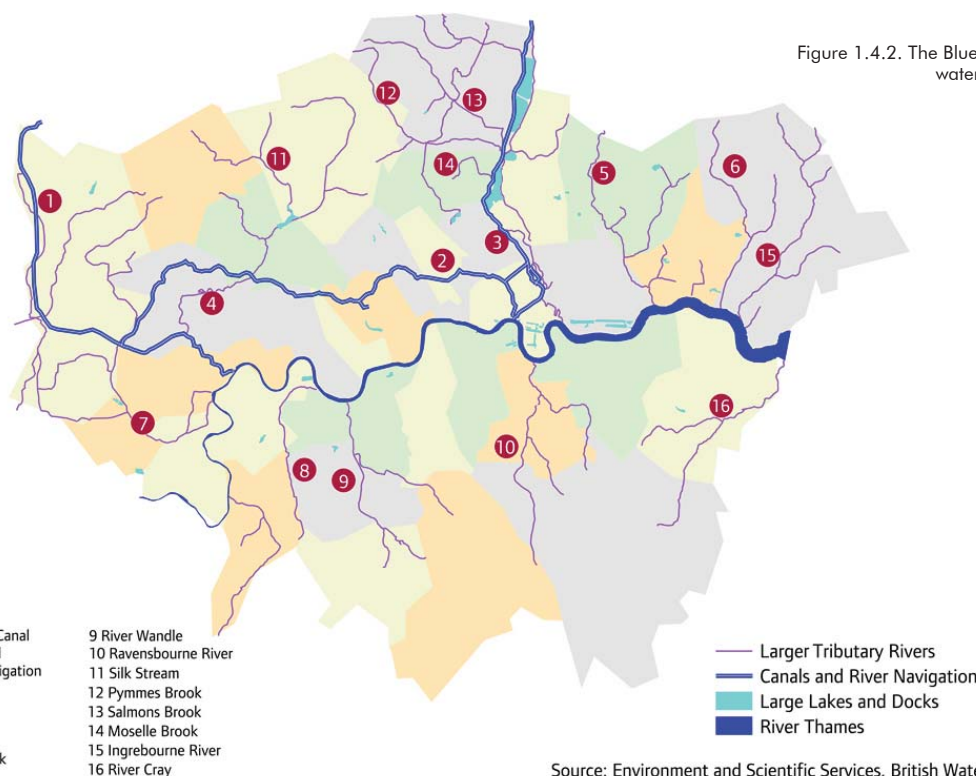 Figure 1.4.2. The Blue
water
12
13
11
14
5
6
1
3
2
15
4
16
7
10
8
9
Canal
igation
9 River Wandle
10 Ravensbourne River
11 Silk Stream
12 Pymmes Brook
13 Salmons Brook
14 Moselle Brook
15 Ingrebourne River
16 River Cray
Larger Tributary Rivers
Canals and River Navigation
Large Lakes and Docks
River Thames
Source: Environment and Scientific Services, British Wate